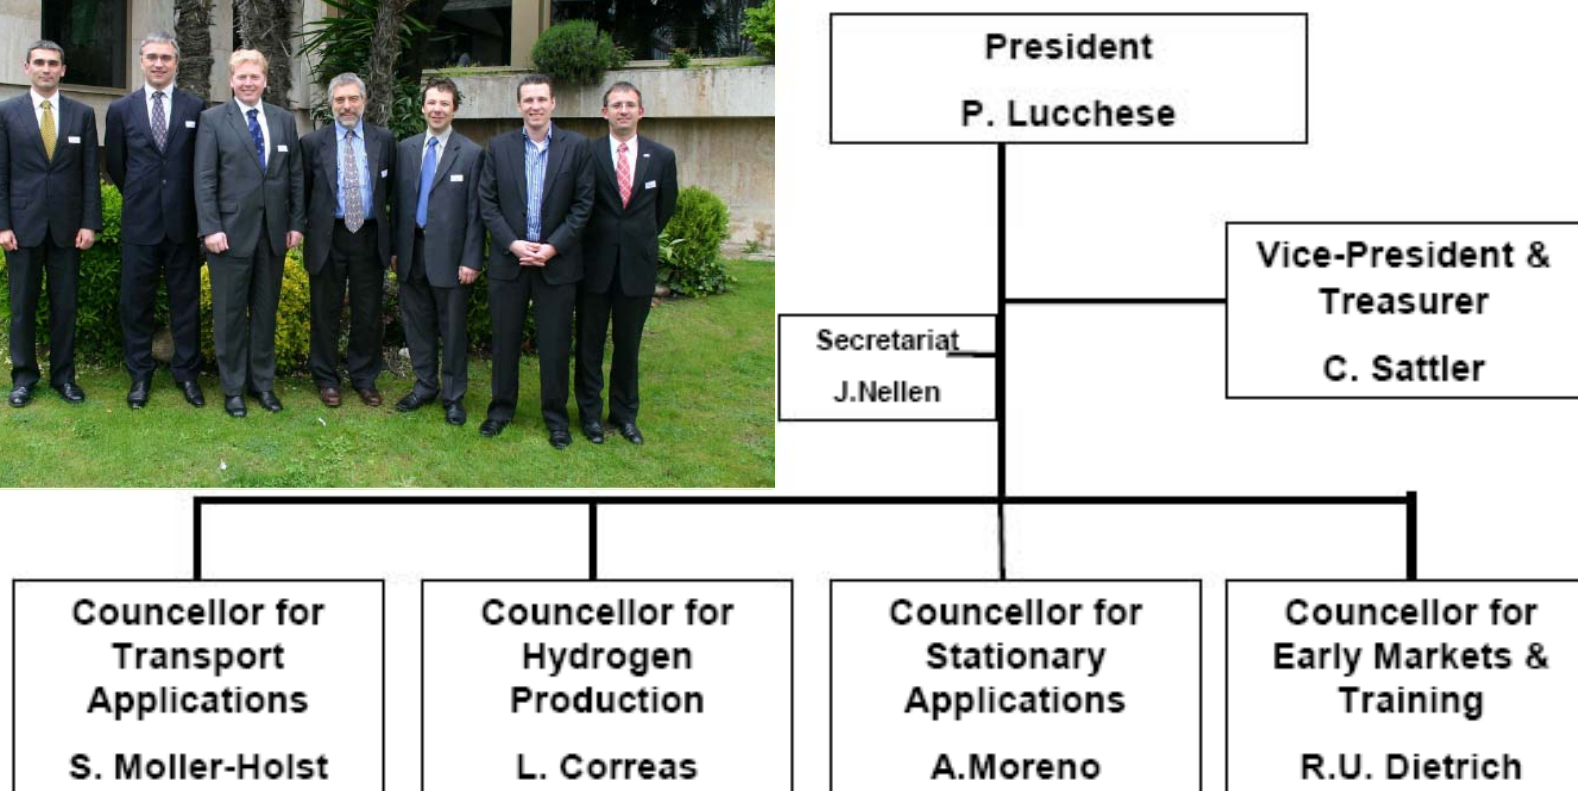 President
P. Lucchese
Vice-President &
Treasurer
C. Sattler
Secretariat
J.Nellen
Councellor for
Transport
Applications
S. Moller-Holst
Councellor for
Hydrogen
Production
L. Correas
Councellor for
Stationary
Applications
A.Moreno
Councellor for
Early Markets &
Training
R.U. Dietrich